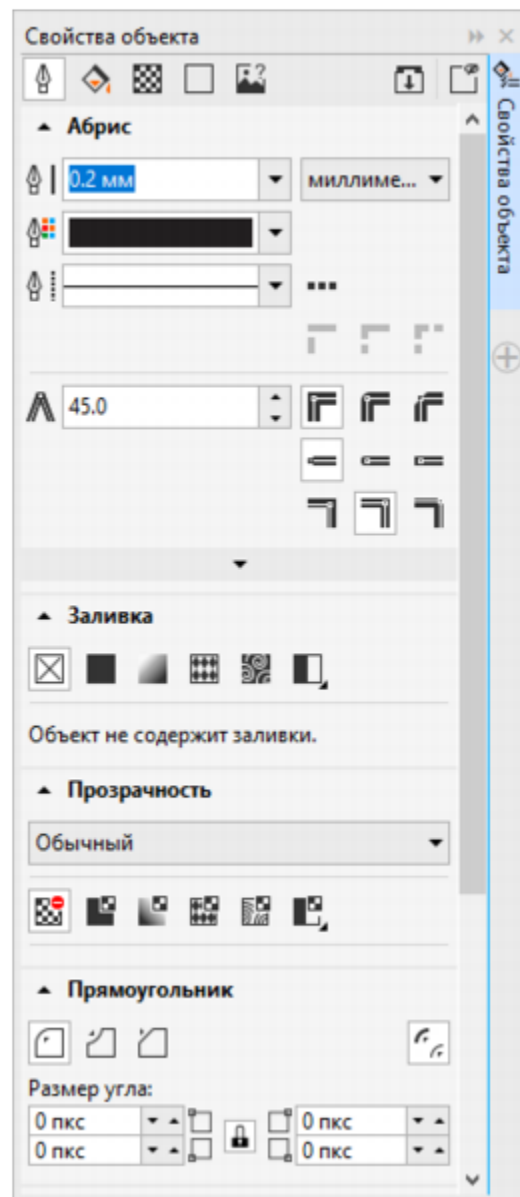 Свойства объекта
Абрис
0.2 мм
миллиме...
45.0
Заливка
Объект не содержит заливки.
Прозрачность
Обычный
Прямоугольник
Размер угла:
0 пкс 0 пкс
0 пкс 0 пкс
Свойства объекта